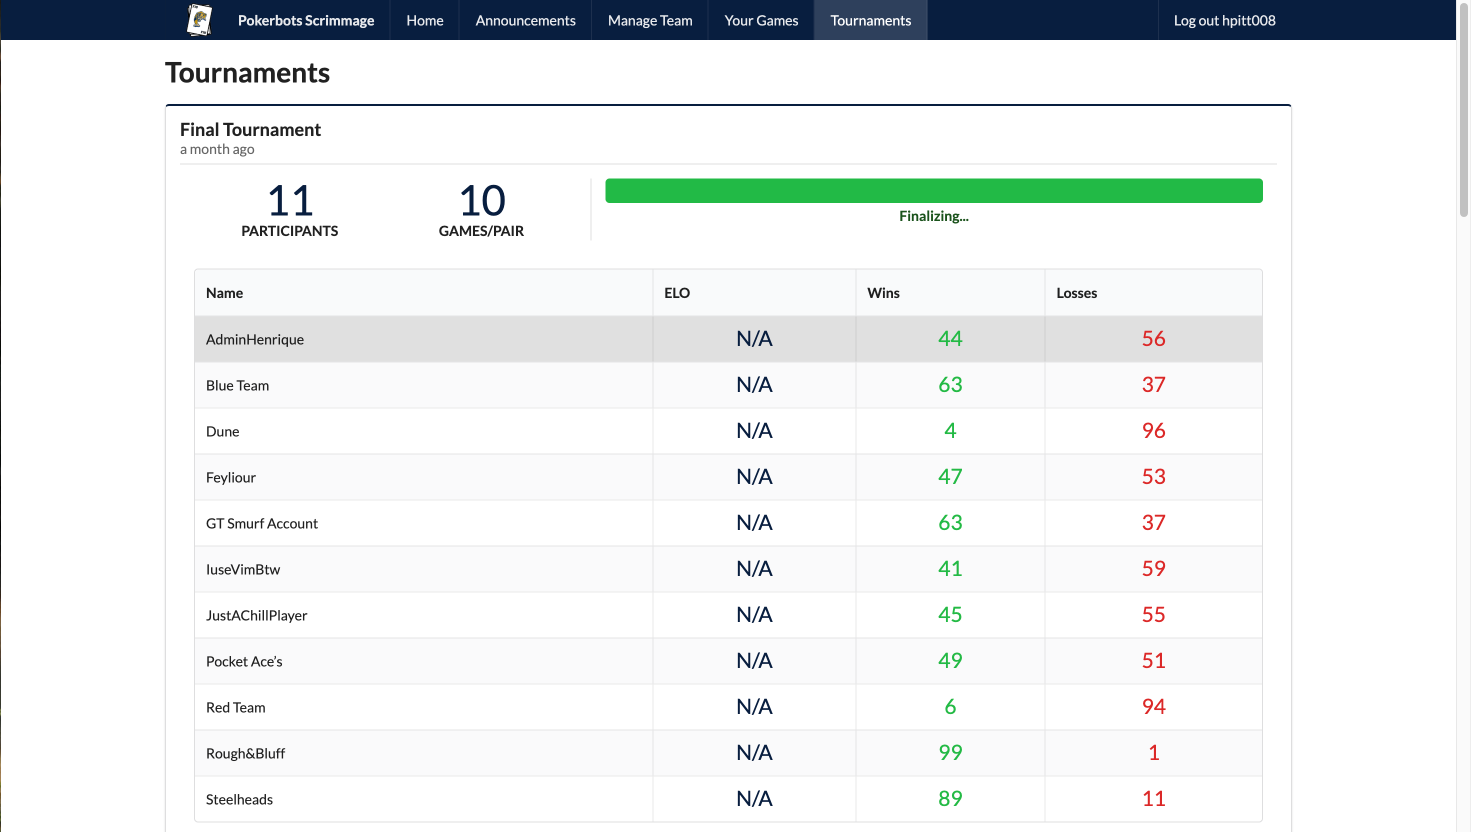 Pokerbots Scrimmage Home Announcements Manage Team Your Games Tournaments Log out hpitt008
Tournaments
Final Tournament
a month ago
11 10
PARTICIPANTS GAMES/PAIR
Finalizing...
Name ELO Wins Losses
AdminHenrique N/A 44 56
Blue Team N/A 63 37
Dune N/A 4 96
Feyliour N/A 47 53
GT Smurf Account N/A 63 37
IuseVimBtw N/A 41 59
JustAChillPlayer N/A 45 55
Pocket Ace's N/A 49 51
Red Team N/A 6 94
Rough&Bluff N/A 99 1
Steelheads N/A 89 11